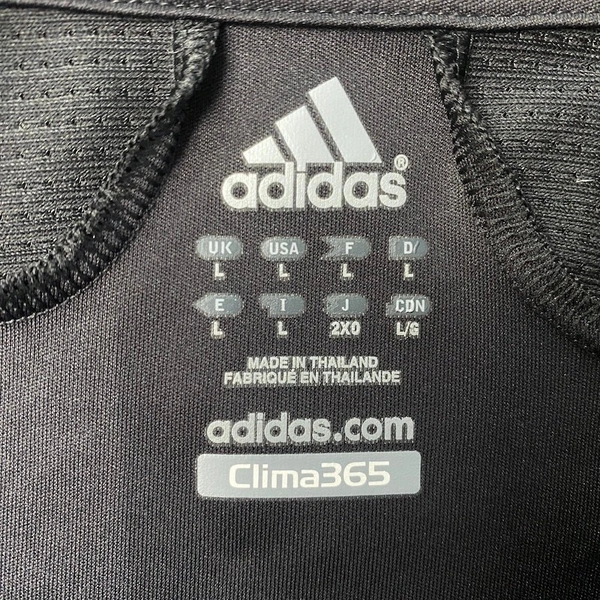 adidas®
UK USA F D/
L L L L
E I J CDN
L L 2XO L/G
MADE IN THAILAND
FABRIQUÉ EN THAILANDE
adidas.com
Clima365